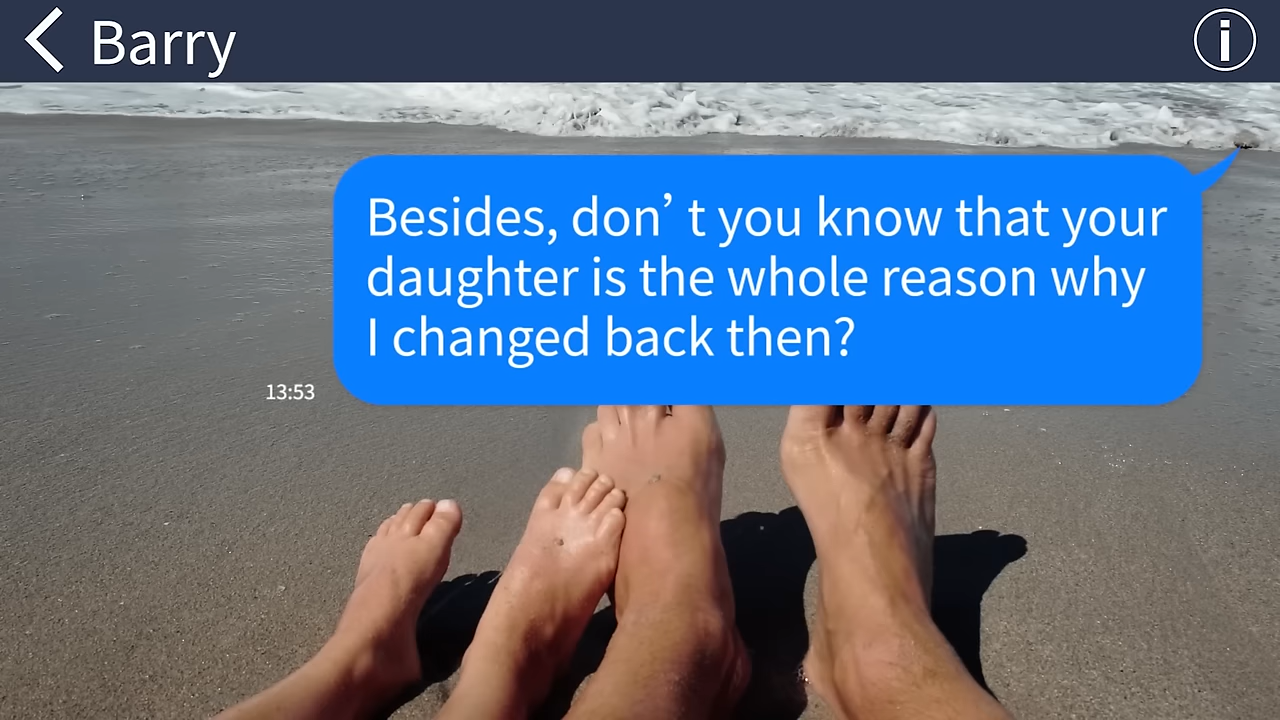 Barry
Besides, don’ t you know that your
daughter is the whole reason why
I changed back then?
13:53